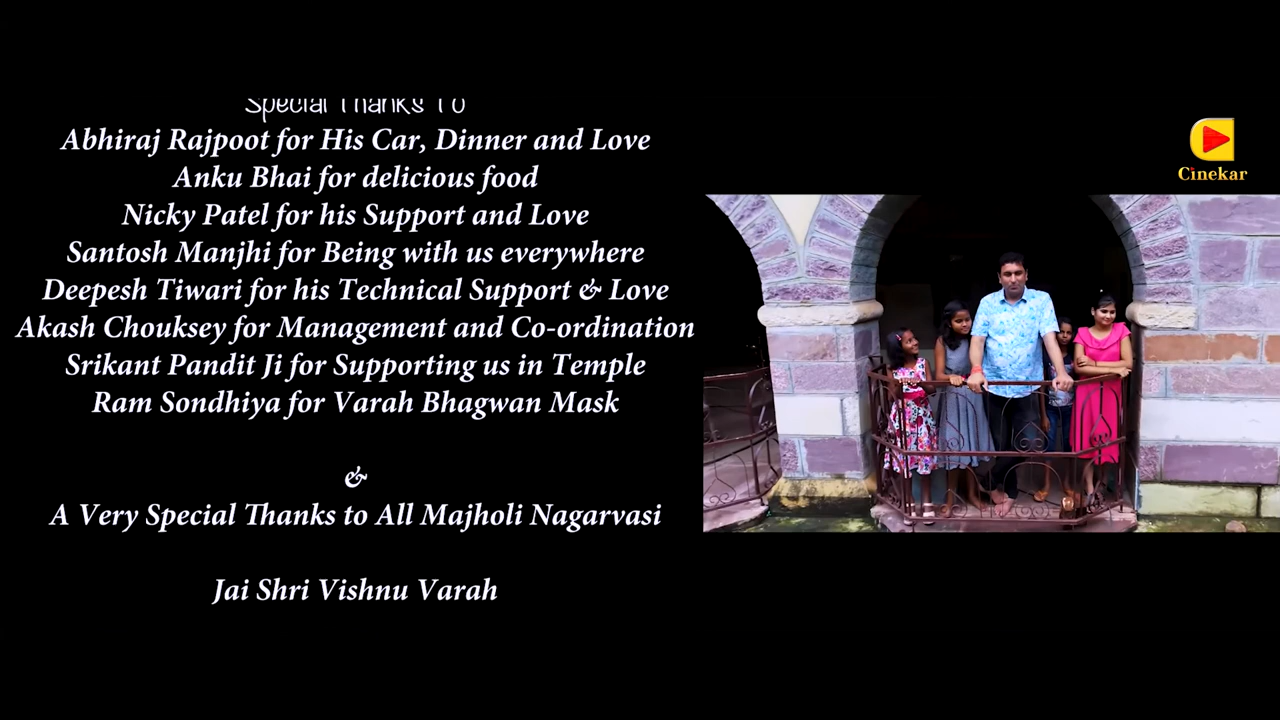 Special Thanks To
Abhiraj Rajpoot for His Car, Dinner and Love
Anku Bhai for delicious food
Nicky Patel for his Support and Love
Santosh Manjhi for Being with us everywhere
Deepesh Tiwari for his Technical Support & Love
Akash Chouksey for Management and Co-ordination
Srikant Pandit Ji for Supporting us in Temple
Ram Sondhiya for Varah Bhagwan Mask
&
A Very Special Thanks to All Majholi Nagarvasi
Jai Shri Vishnu Varah
Cinekar